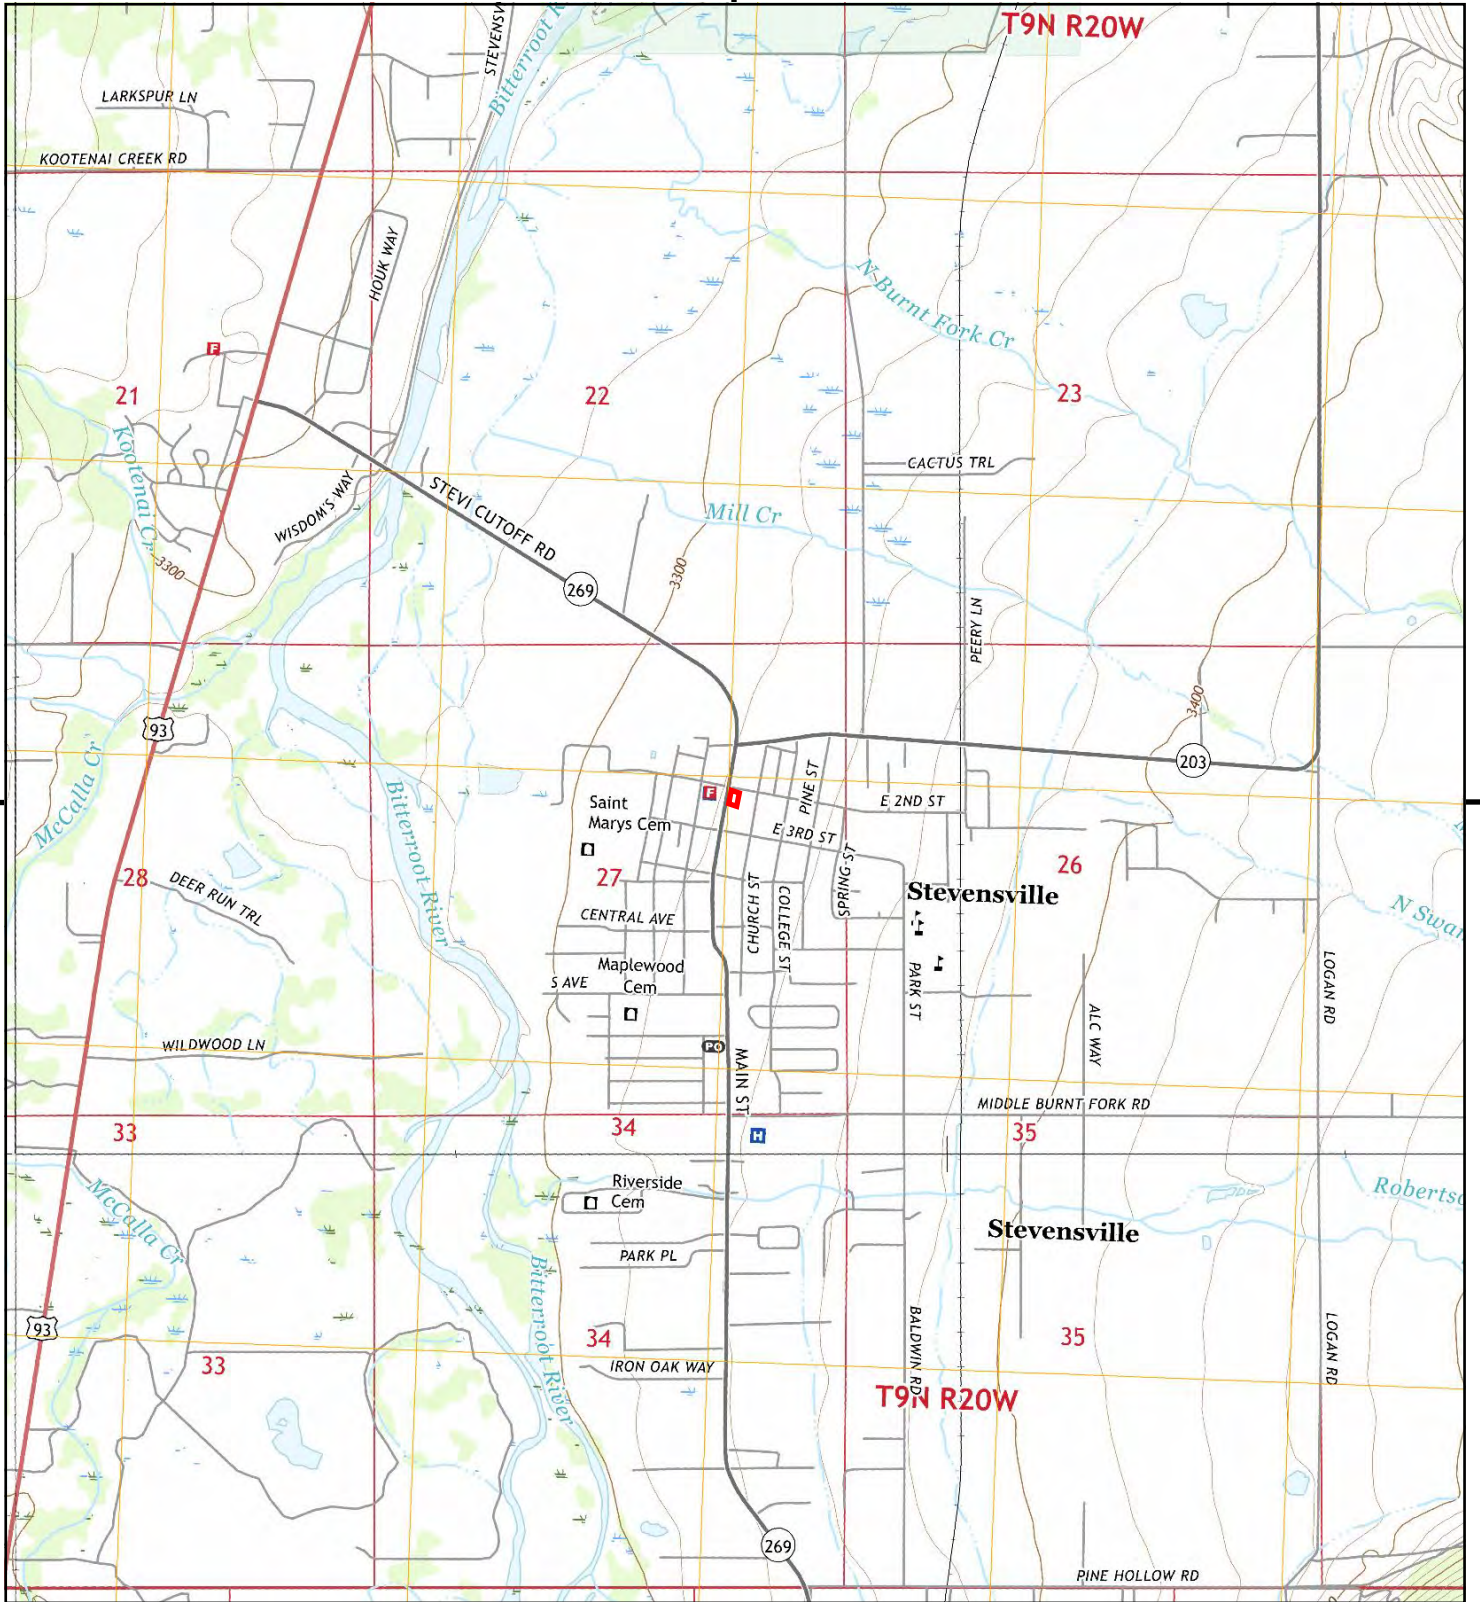 T9N R20W
STEVENSV
Bitterroot R
LARKSPUR LN
KOOTENAI CREEK RD
HOUK WAY
N Burnt Fork Cr
F
21
22
23
Kootenai Cr
CACTUS TRL
WISDOM'S WAY
STEVI CUTOFF RD
Mill Cr
3300
3300
269
PEERY LN
3400
93
203
McCalla Cr
Bitterroot River
PINE ST
F
E 2ND ST
Saint
Marys Cem
E 3RD ST
SPRING ST
28
27
26
DEER RUN TRL
CHURCH ST
COLLEGE ST
Stevensville
N Swa
CENTRAL AVE
Maplewood
Cem
S AVE
PARK ST
LOGAN RD
ALC WAY
WILDWOOD LN
PO
MAIN ST
MIDDLE BURNT FORK RD
33
34
H
35
McCalla Cr
Riverside
Cem
Roberts
Stevensville
PARK PL
Bitterroot River
93
34
35
BALDWIN RD
LOGAN RD
33
IRON OAK WAY
T9N R20W
269
PINE HOLLOW RD